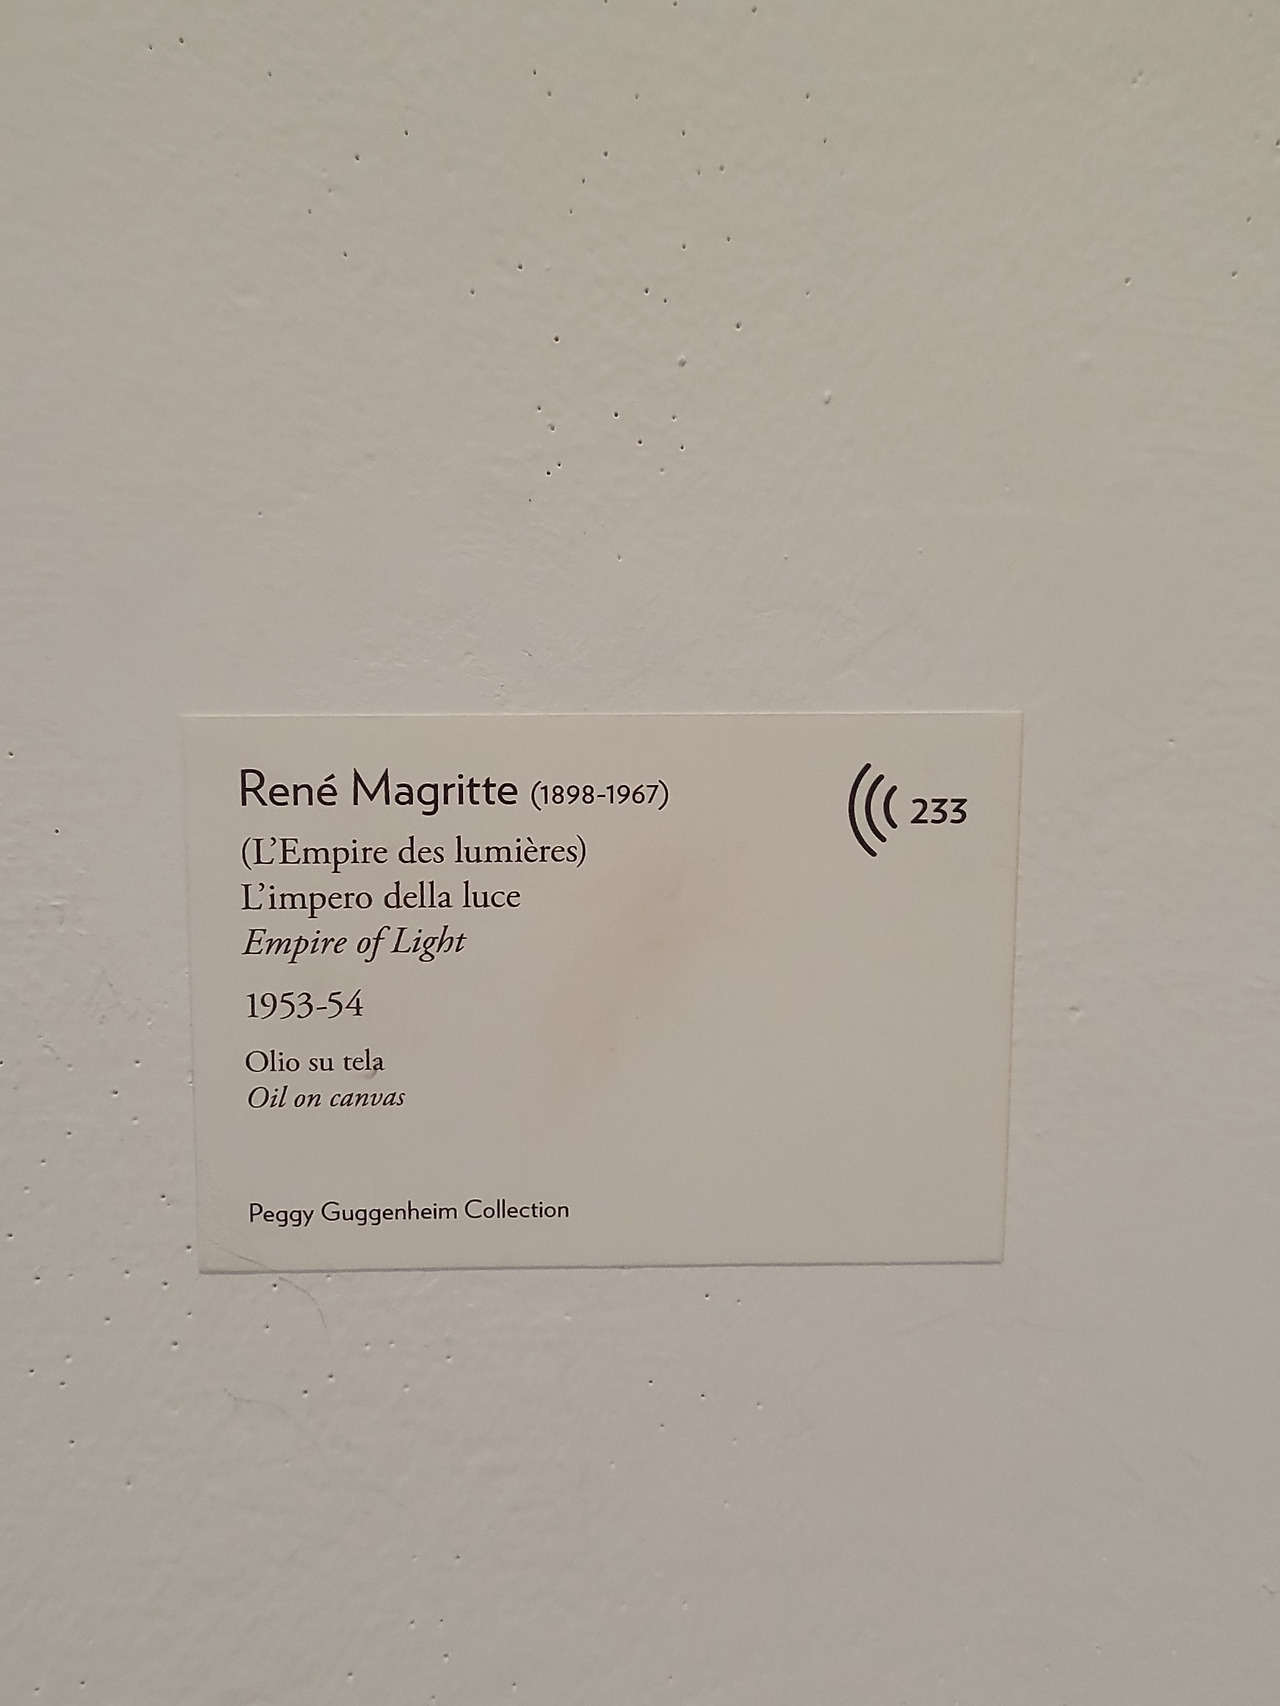 René Magritte (1898-1967)
233
(L'Empire des lumières)
L'impero della luce
Empire of Light
1953-54
Olio su tela
Oil on canvas
Peggy Guggenheim Collection